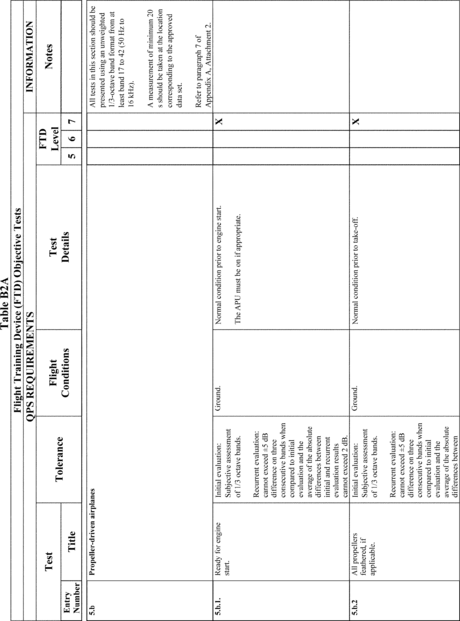 Table B2A
Flight Training Device (FTD) Objective Tests
QPS REQUIREMENTS
INFORMATION
Test
Tolerance
Flight
Conditions
Test
Details
FTD
Level
Notes
Entry
Number
Title
5
6
7
5.b
Propeller-driven airplanes
All tests in this section should be
presented using an unweighted
1/3-octave band format from at
least band 17 to 42 (50 Hz to
16 kHz).
A measurement of minimum 20
s should be taken at the location
corresponding to the approved
data set.
Refer to paragraph 7 of
Appendix A, Attachment 2.
5.b.1.
Ready for engine
start.
Initial evaluation:
Subjective assessment
of 1/3 octave bands.
Recurrent evaluation:
cannot exceed ±5 dB
difference on three
consecutive bands when
compared to initial
evaluation and the
average of the absolute
differences between
initial and recurrent
evaluation results
cannot exceed 2 dB.
Ground.
Normal condition prior to engine start.
The APU must be on if appropriate.
X
5.b.2
All propellers
feathered, if
applicable.
Initial evaluation:
Subjective assessment
of 1/3 octave bands.
Recurrent evaluation:
cannot exceed ±5 dB
difference on three
consecutive bands when
compared to initial
evaluation and the
average of the absolute
differences between
Ground.
Normal condition prior to take-off.
X